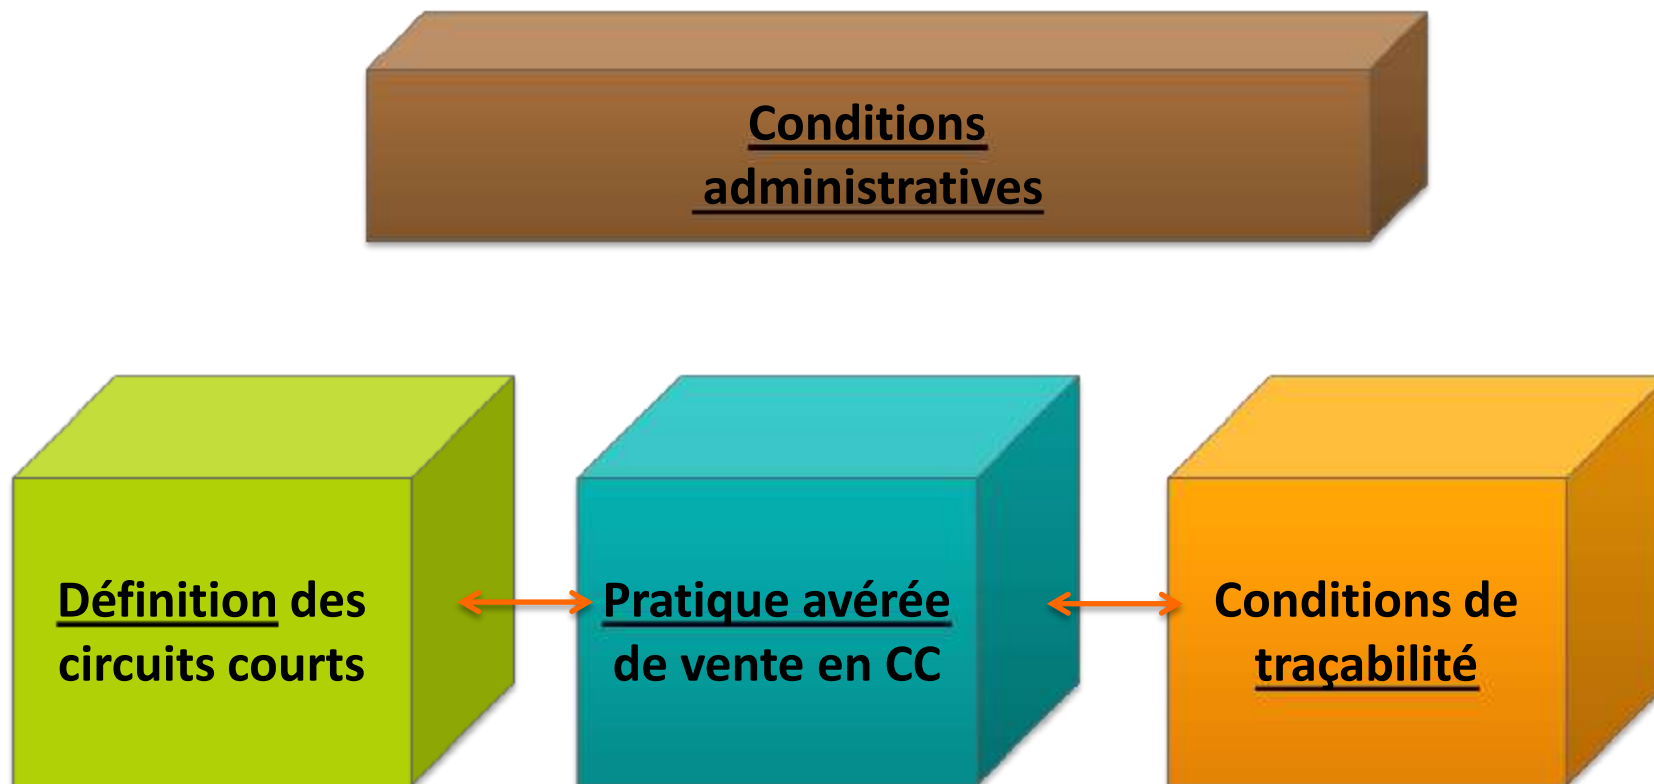 Conditions
administratives
Définition des
circuits courts
Pratique avérée
de vente en CC
Conditions de
traçabilité